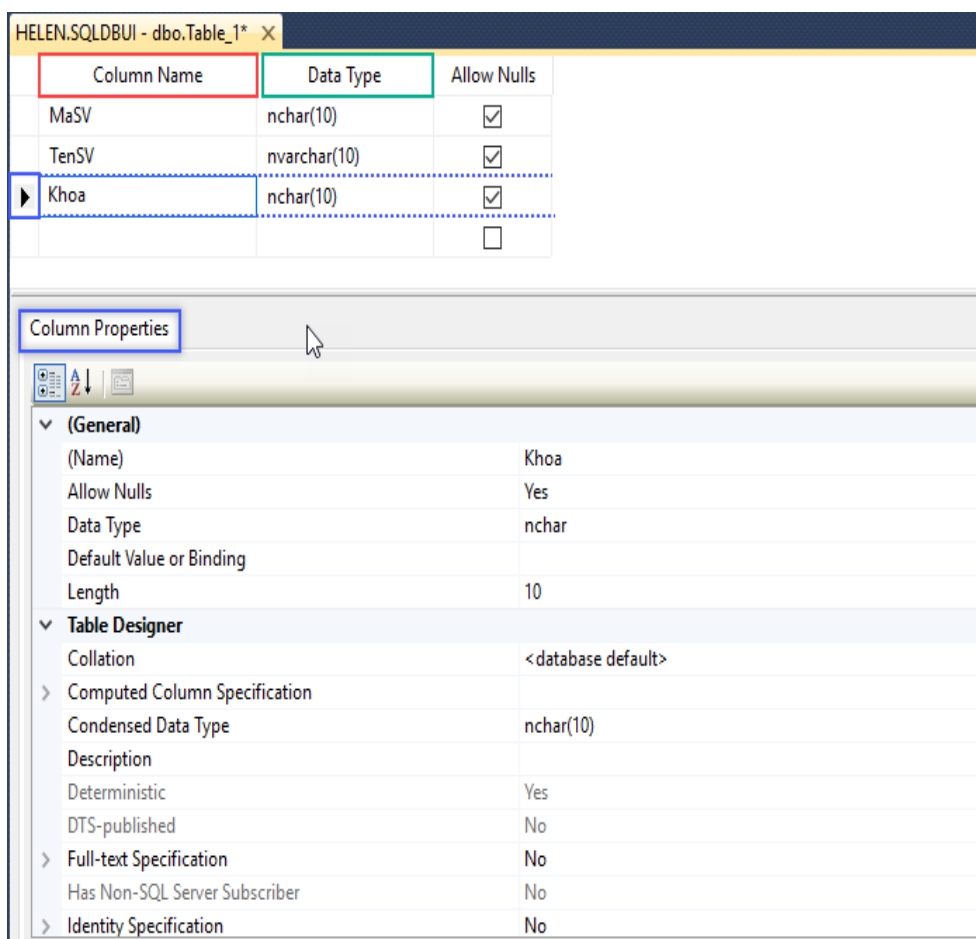 HELEN.SQLDBUI - dbo.Table_1*
Column Name Data Type Allow Nulls
MaSV nchar(10)
TenSV nvarchar(10)
Khoa nchar(10)
Column Properties
(General)
(Name) Khoa
Allow Nulls Yes
Data Type nchar
Default Value or Binding
Length 10
Table Designer
Collation <database default>
Computed Column Specification
Condensed Data Type nchar(10)
Description
Deterministic Yes
DTS-published No
Full-text Specification No
Has Non-SQL Server Subscriber No
Identity Specification No